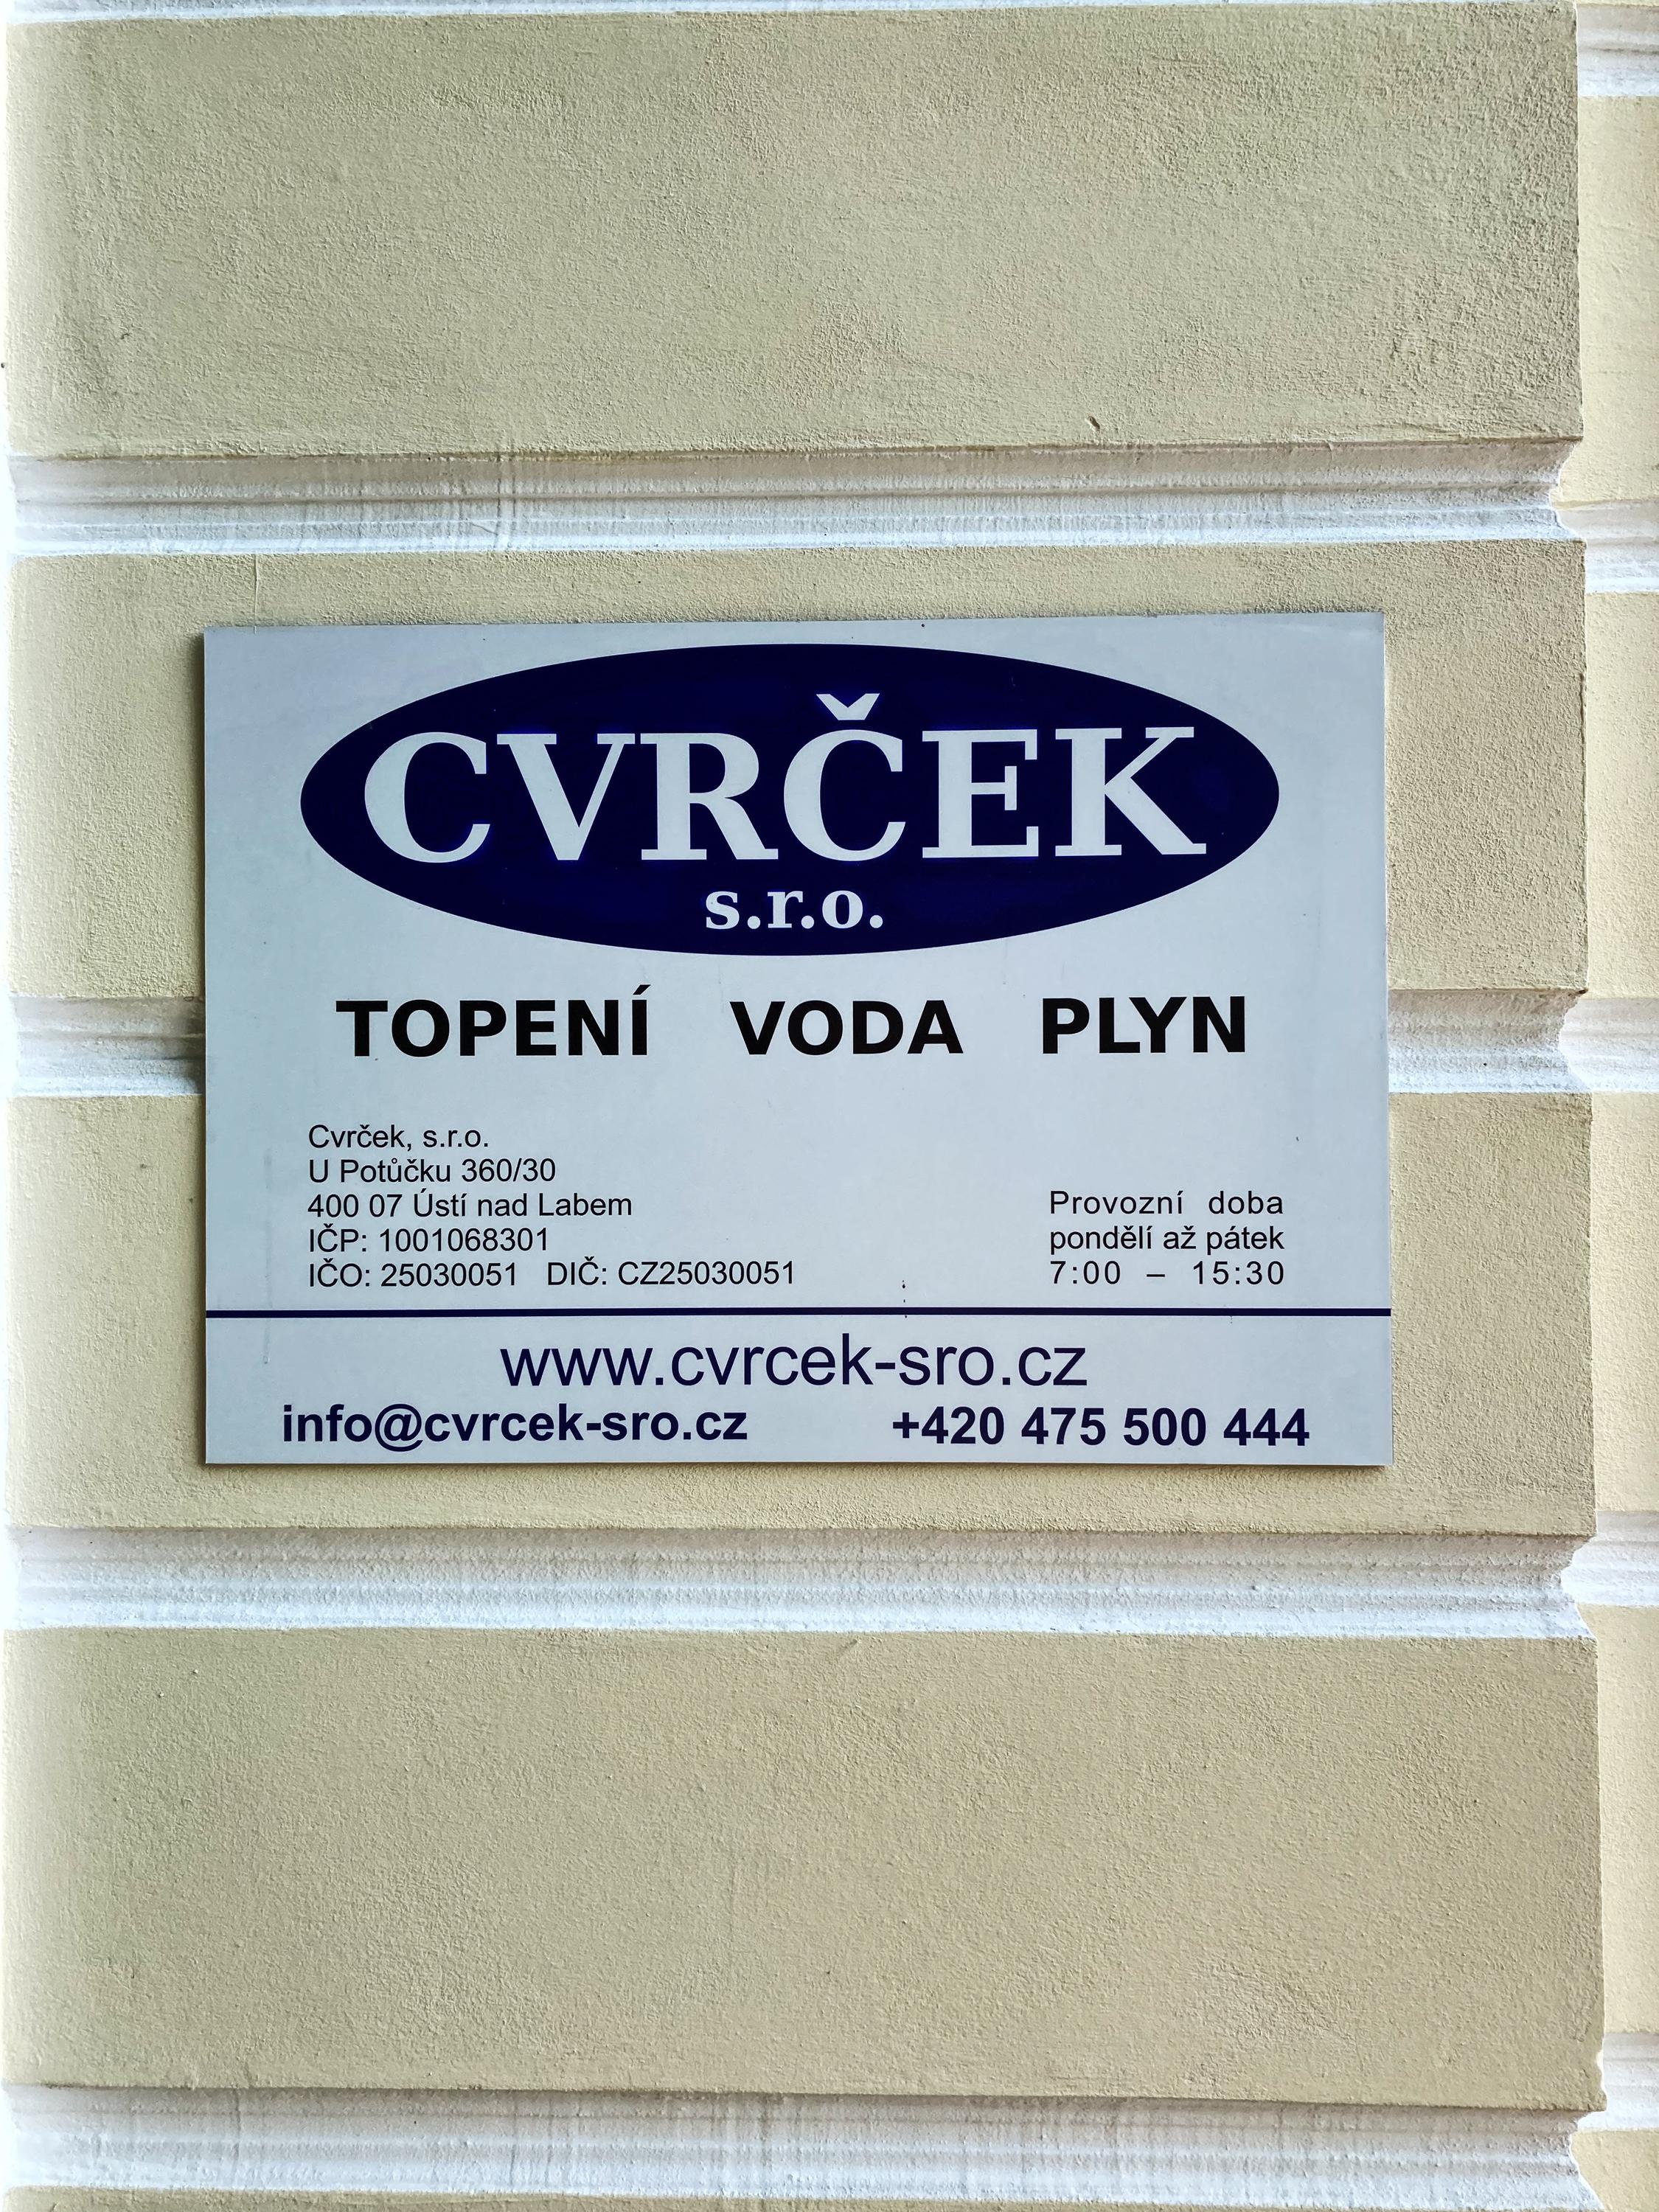 CVRČEK
s.r.o.
TOPENÍ VODA PLYN
Cvrček, s.r.o.
U Potůčku 360/30
400 07 Ústí nad Labem
IČP: 1001068301
IČO: 25030051 DIČ: CZ25030051
Provozní doba
pondělí až pátek
7:00 – 15:30
www.cvrcek-sro.cz
info@cvrcek-sro.cz +420 475 500 444